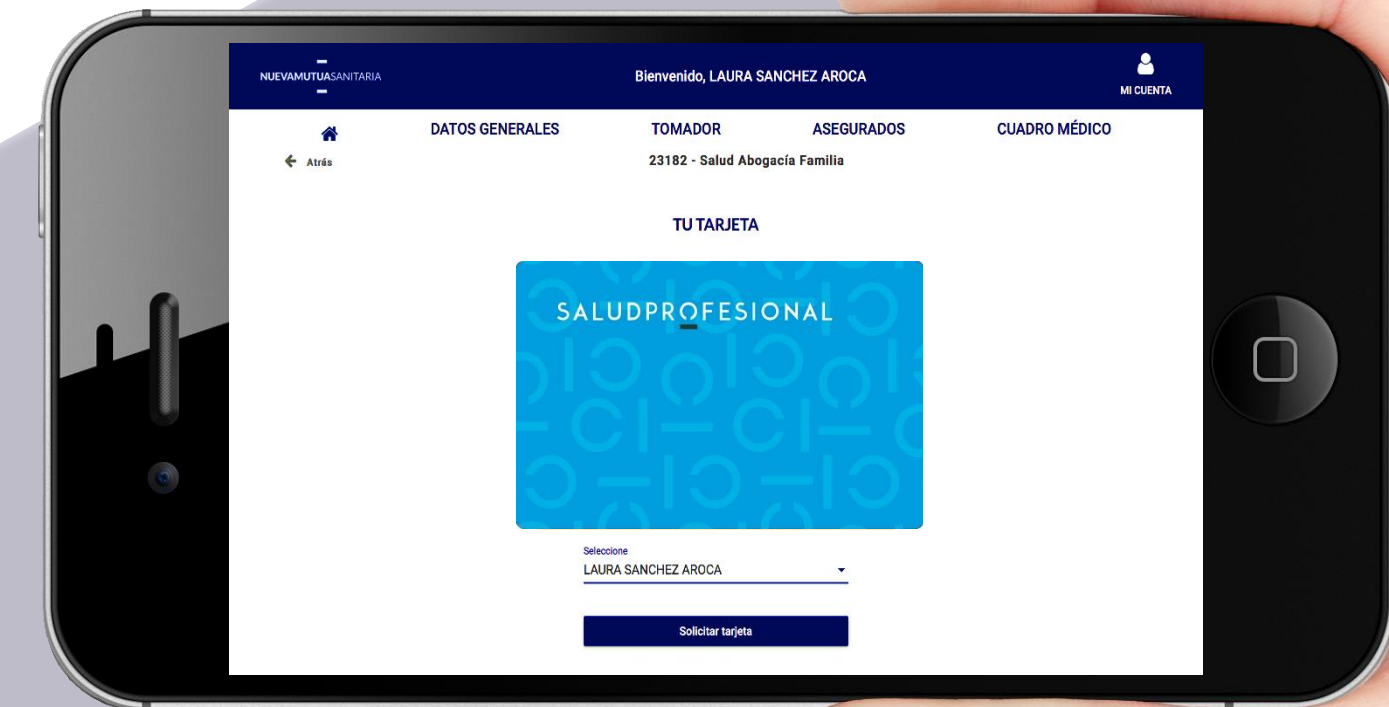 NUEVAMUTUASANITARIA
Bienvenido, LAURA SANCHEZ AROCA
MI CUENTA
DATOS GENERALES TOMADOR ASEGURADOS CUADRO MÉDICO
Atrás
23182 - Salud Abogacía Familia
TU TARJETA
SALUDPROFESIONAL
Seleccione
LAURA SANCHEZ AROCA
Solicitar tarjeta